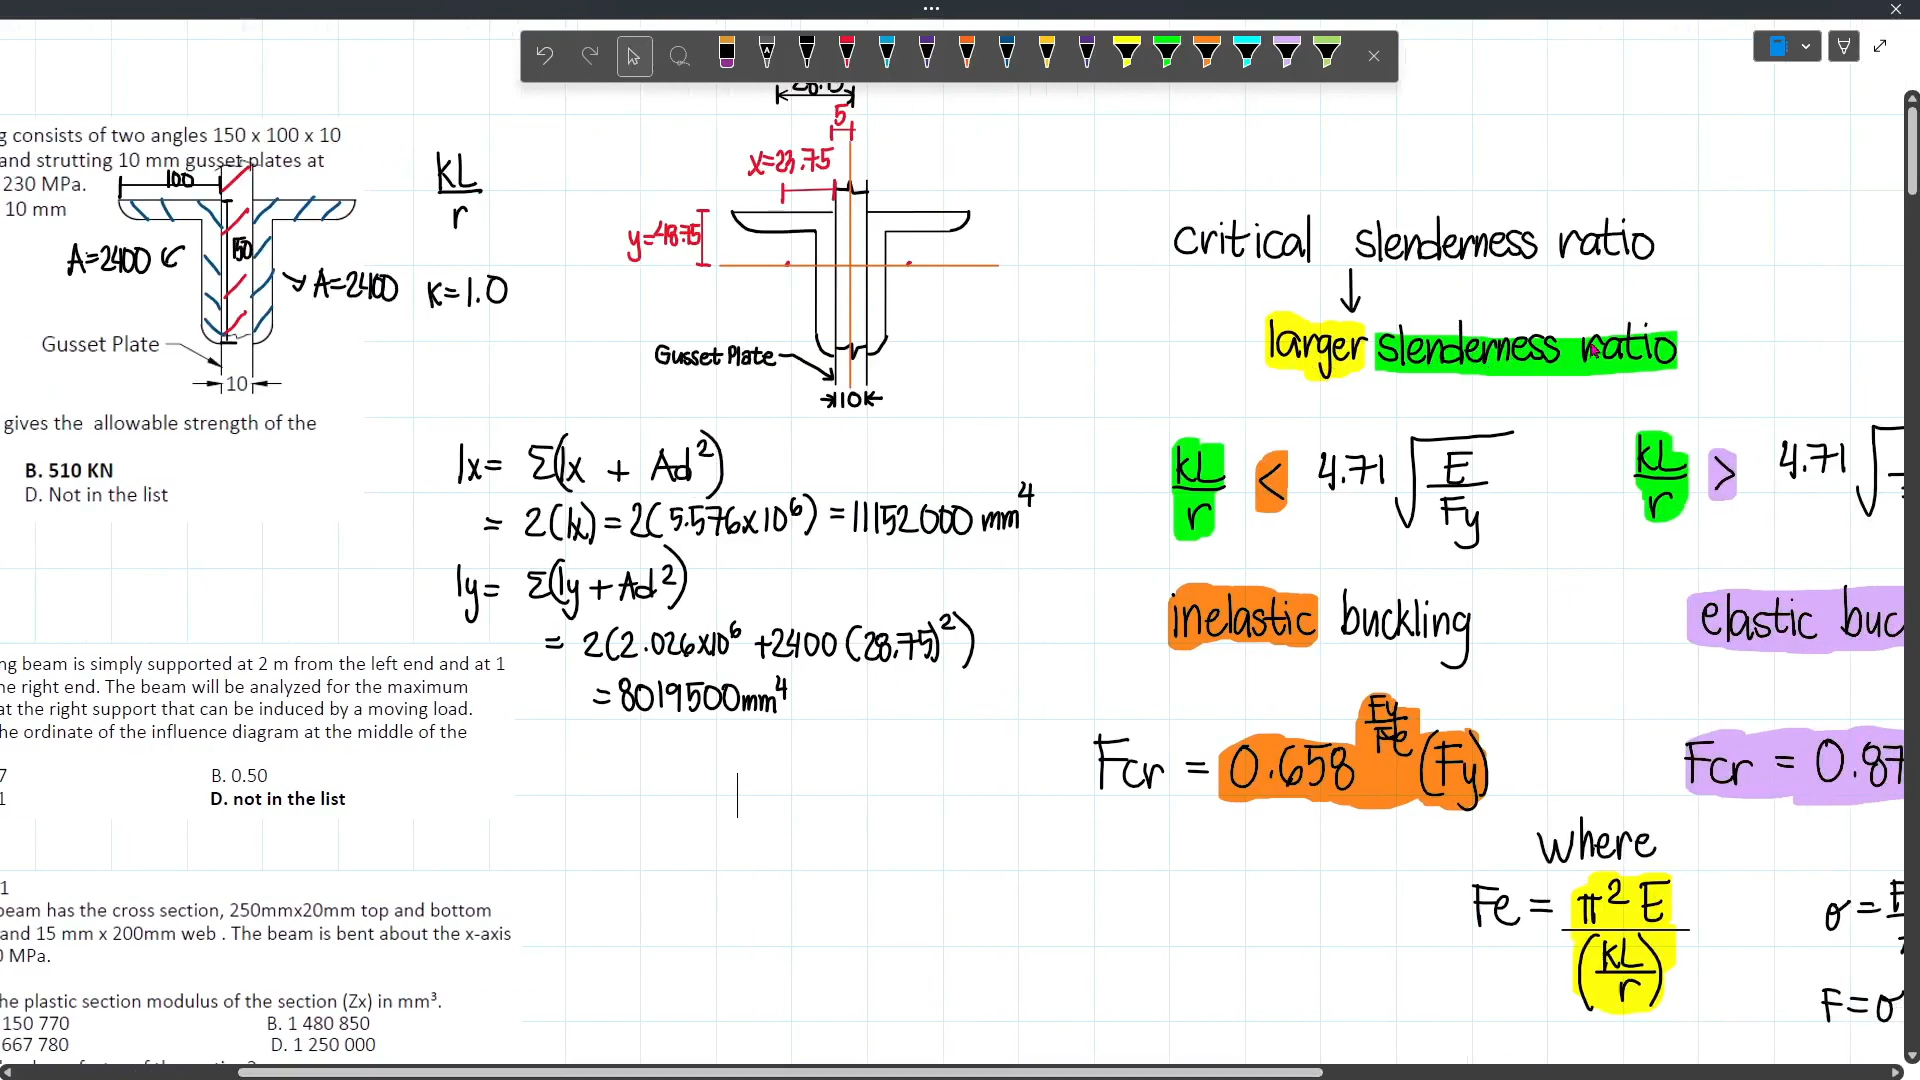 g consists of two angles 150 x 100 x 10
and strutting 10 mm gusset plates at
230 MPa.
10 mm
100
150
A=2400
A=2400
Gusset Plate
10
gives the allowable strength of the
B. 510 KN
D. Not in the list
kL
r
K=1.0
5
x=23.75
y=48.75
Gusset Plate
10
Ix= Σ(Ix + Ad²)
= 2(Ix) = 2(5.576x10⁶) = 11152000 mm⁴
Iy= Σ(Iy + Ad²)
= 2(2.026x10⁶ +2400 (28.75)²)
= 8019500mm⁴
critical slenderness ratio
larger slenderness ratio
kL/r < 4.71 √ E/Fy
kL/r > 4.71 √
inelastic buckling
elastic buc
Fcr = 0.658 Fy/Fe (Fy)
Fcr = 0.87
where
Fe = π² E
(kL/r)
σ =
F = σ
ng beam is simply supported at 2 m from the left end and at 1
he right end. The beam will be analyzed for the maximum
at the right support that can be induced by a moving load.
he ordinate of the influence diagram at the middle of the
7
B. 0.50
1
D. not in the list
1
beam has the cross section, 250mmx20mm top and bottom
and 15 mm x 200mm web . The beam is bent about the x-axis
0 MPa.
he plastic section modulus of the section (Zx) in mm³.
150 770
B. 1 480 850
667 780
D. 1 250 000